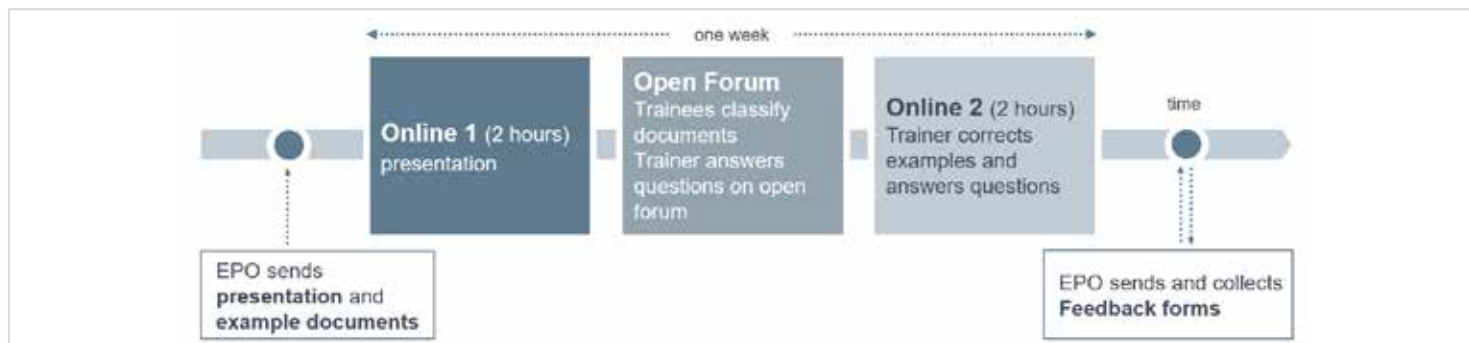 one week
Online 1 (2 hours)
presentation
Open Forum
Trainees classify
documents
Trainer answers
questions on open
forum
Online 2 (2 hours)
Trainer corrects
examples and
answers questions
time
EPO sends
presentation and
example documents
EPO sends and collects
Feedback forms